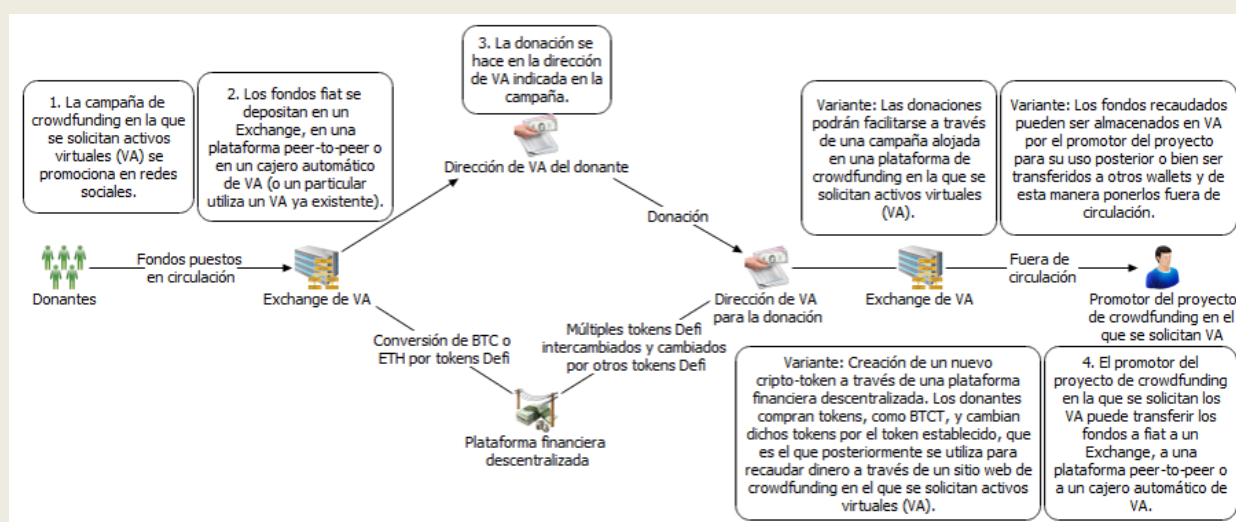 1. La campaña de
crowdfunding en la que
se solicitan activos
virtuales (VA) se
promociona en redes
sociales.
2. Los fondos fiat se
depositan en un
Exchange, en una
plataforma peer-to-peer o
en un cajero automático
de VA (o un particular
utiliza un VA ya existente).
3. La donación se
hace en la dirección
de VA indicada en la
campaña.
Dirección de VA del donante
Variante: Las donaciones
podrán facilitarse a través
de una campaña alojada
en una plataforma de
crowdfunding en la que se
solicitan activos virtuales
(VA).
Variante: Los fondos recaudados
pueden ser almacenados en VA
por el promotor del proyecto
para su uso posterior o bien ser
transferidos a otros wallets y de
esta manera ponerlos fuera de
circulación.
Donantes
Fondos puestos
en circulación
Exchange de VA
Donación
Dirección de VA
para la donación
Exchange de VA
Fuera de
circulación
Promotor del proyecto
de crowdfunding en el
que se solicitan VA
Conversión de BTC o
ETH por tokens Defi
Múltiples tokens Defi
intercambiados y cambiados
por otros tokens Defi
Plataforma financiera
descentralizada
Variante: Creación de un nuevo
cripto-token a través de una plataforma
financiera descentralizada. Los donantes
compran tokens, como BTCT, y cambian
dichos tokens por el token establecido, que
es el que posteriormente se utiliza para
recaudar dinero a través de un sitio web de
crowdfunding en el que se solicitan activos
virtuales (VA).
4. El promotor del
proyecto de crowdfunding
en la que se solicitan los
VA puede transferir los
fondos a fiat a un
Exchange, a una
plataforma peer-to-peer o
a un cajero automático de
VA.